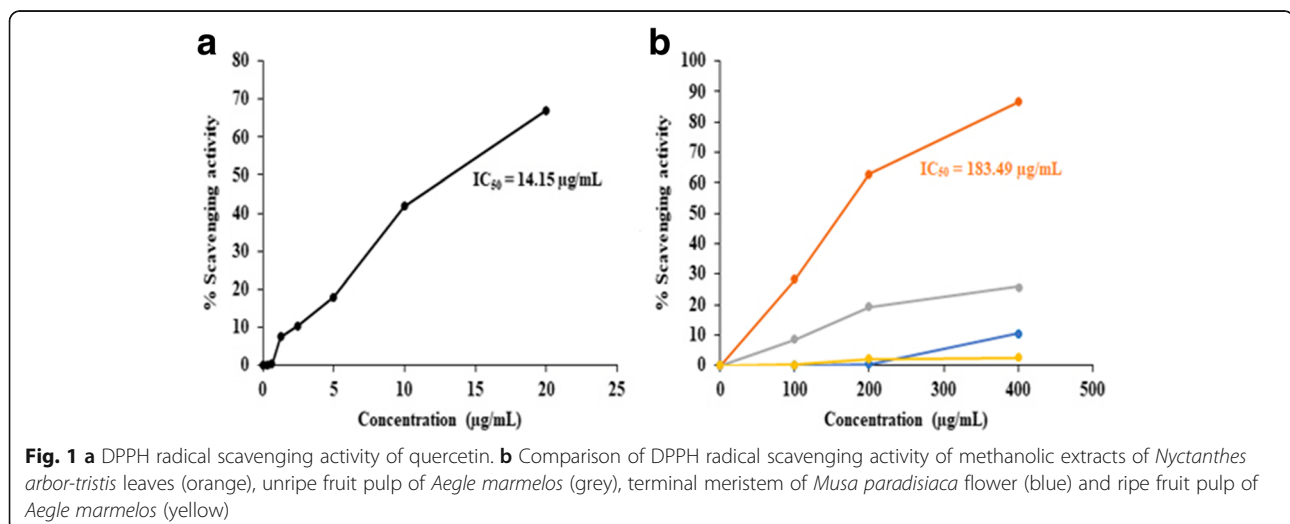 a
80
70
60
50
40
30
20
10
0
% Scavenging activity
IC50 = 14.15 µg/mL
0 5 10 15 20 25
Concentration (µg/mL)
b
100
90
80
70
60
50
40
30
20
10
0
% Scavenging activity
IC50 = 183.49 µg/mL
0 100 200 300 400 500
Concentration (µg/mL)
Fig. 1 a DPPH radical scavenging activity of quercetin. b Comparison of DPPH radical scavenging activity of methanolic extracts of Nyctanthes
arbor-tristis leaves (orange), unripe fruit pulp of Aegle marmelos (grey), terminal meristem of Musa paradisiaca flower (blue) and ripe fruit pulp of
Aegle marmelos (yellow)